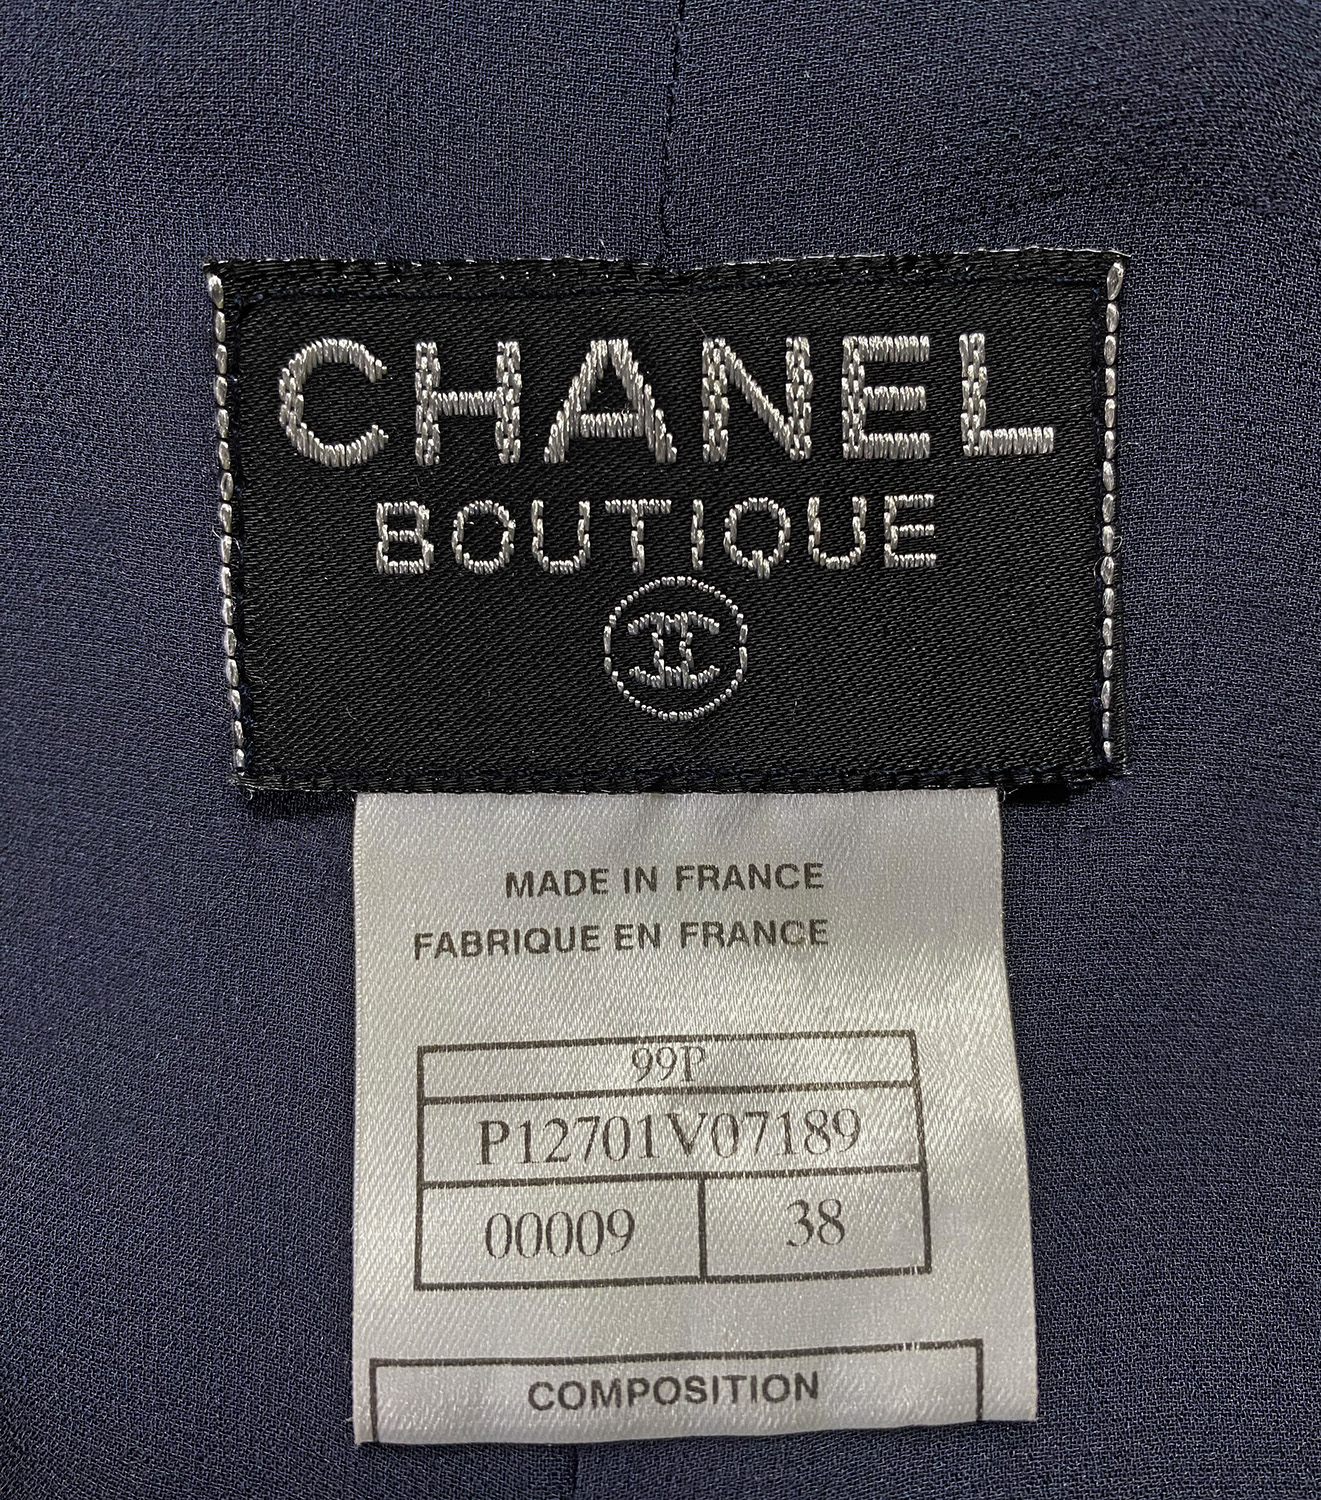 CHANEL
BOUTIQUE
MADE IN FRANCE
FABRIQUE EN FRANCE
99P
P12701V07189
00009 38
COMPOSITION